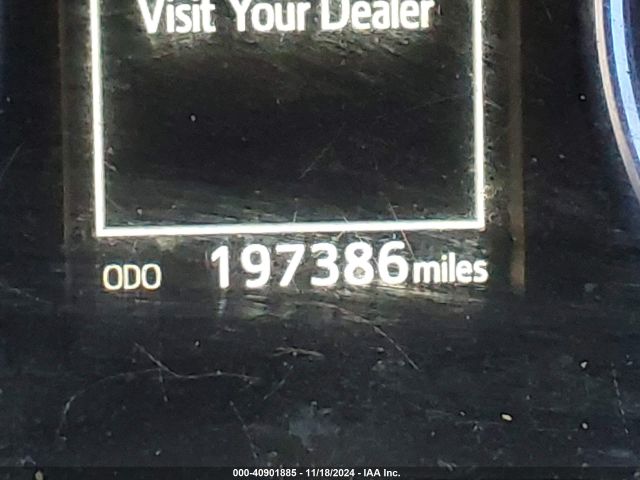 Visit Your Dealer
ODO 197386 miles
000-40901885 - 11/18/2024 - IAA Inc.